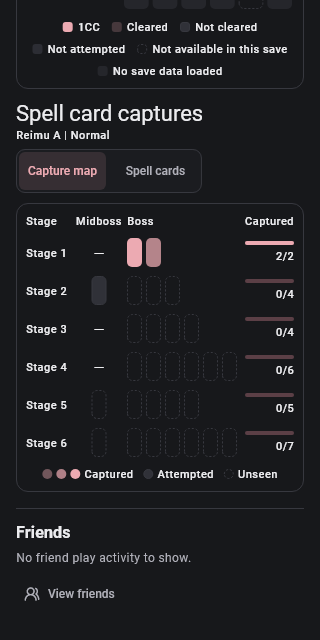 1CC Cleared Not cleared
Not attempted Not available in this save
No save data loaded
Spell card captures
Reimu A | Normal
Capture map Spell cards
Stage Midboss Boss Captured
Stage 1 — 2/2
Stage 2 0/4
Stage 3 — 0/4
Stage 4 — 0/6
Stage 5 0/5
Stage 6 0/7
Captured Attempted Unseen
Friends
No friend play activity to show.
View friends